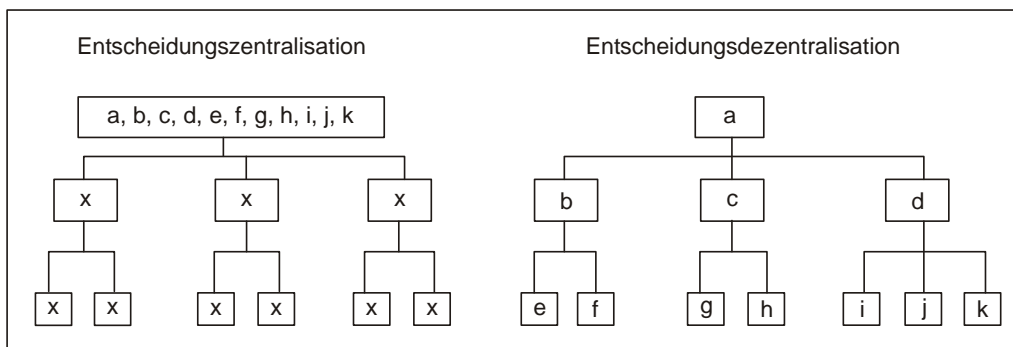 Entscheidungszentralisation
a, b, c, d, e, f, g, h, i, j, k
x x x
x x x x x x
Entscheidungsdezentralisation
a
b c d
e f g h i j k